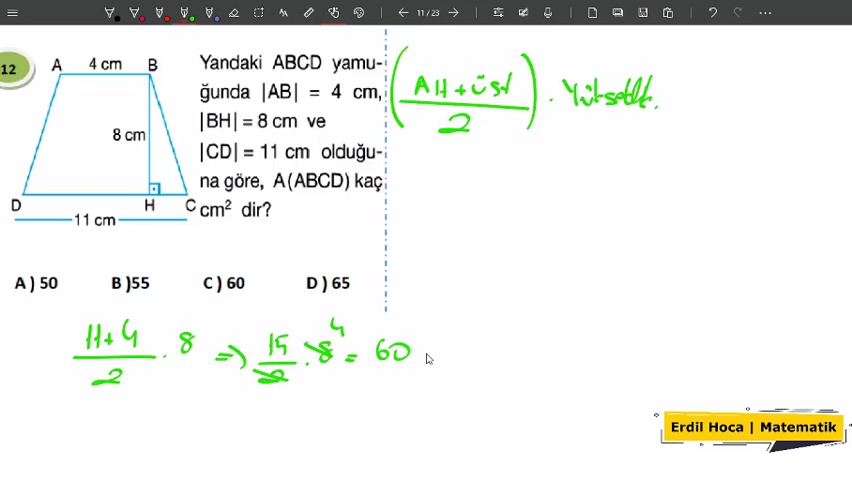 11/23
12
A 4 cm B
8 cm
D H C
11 cm
Yandaki ABCD yamu-
ğunda |AB| = 4 cm,
|BH| = 8 cm ve
|CD| = 11 cm olduğu-
na göre, A(ABCD) kaç
cm² dir?
(Alt + üst / 2) . Yükseklik.
A ) 50 B )55 C ) 60 D ) 65
11+4 / 2 . 8 => 15 / 2 . 8 4 = 60
Erdil Hoca | Matematik